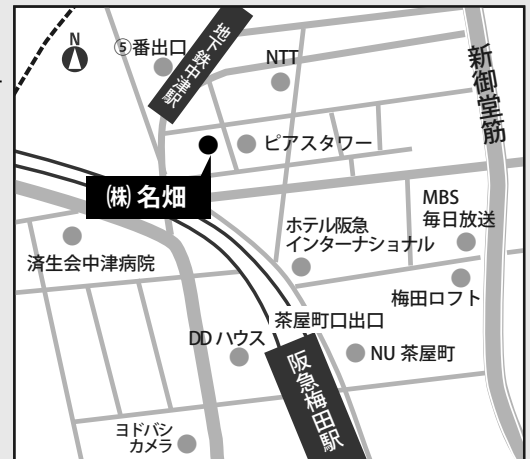 N
⑤番出口
地下鉄中津駅
NTT
新御堂筋
ピアスタワー
㈱名畑
MBS
毎日放送
ホテル阪急
インターナショナル
済生会中津病院
梅田ロフト
茶屋町口出口
DDハウス
NU 茶屋町
阪急梅田駅
ヨドバシ
カメラ